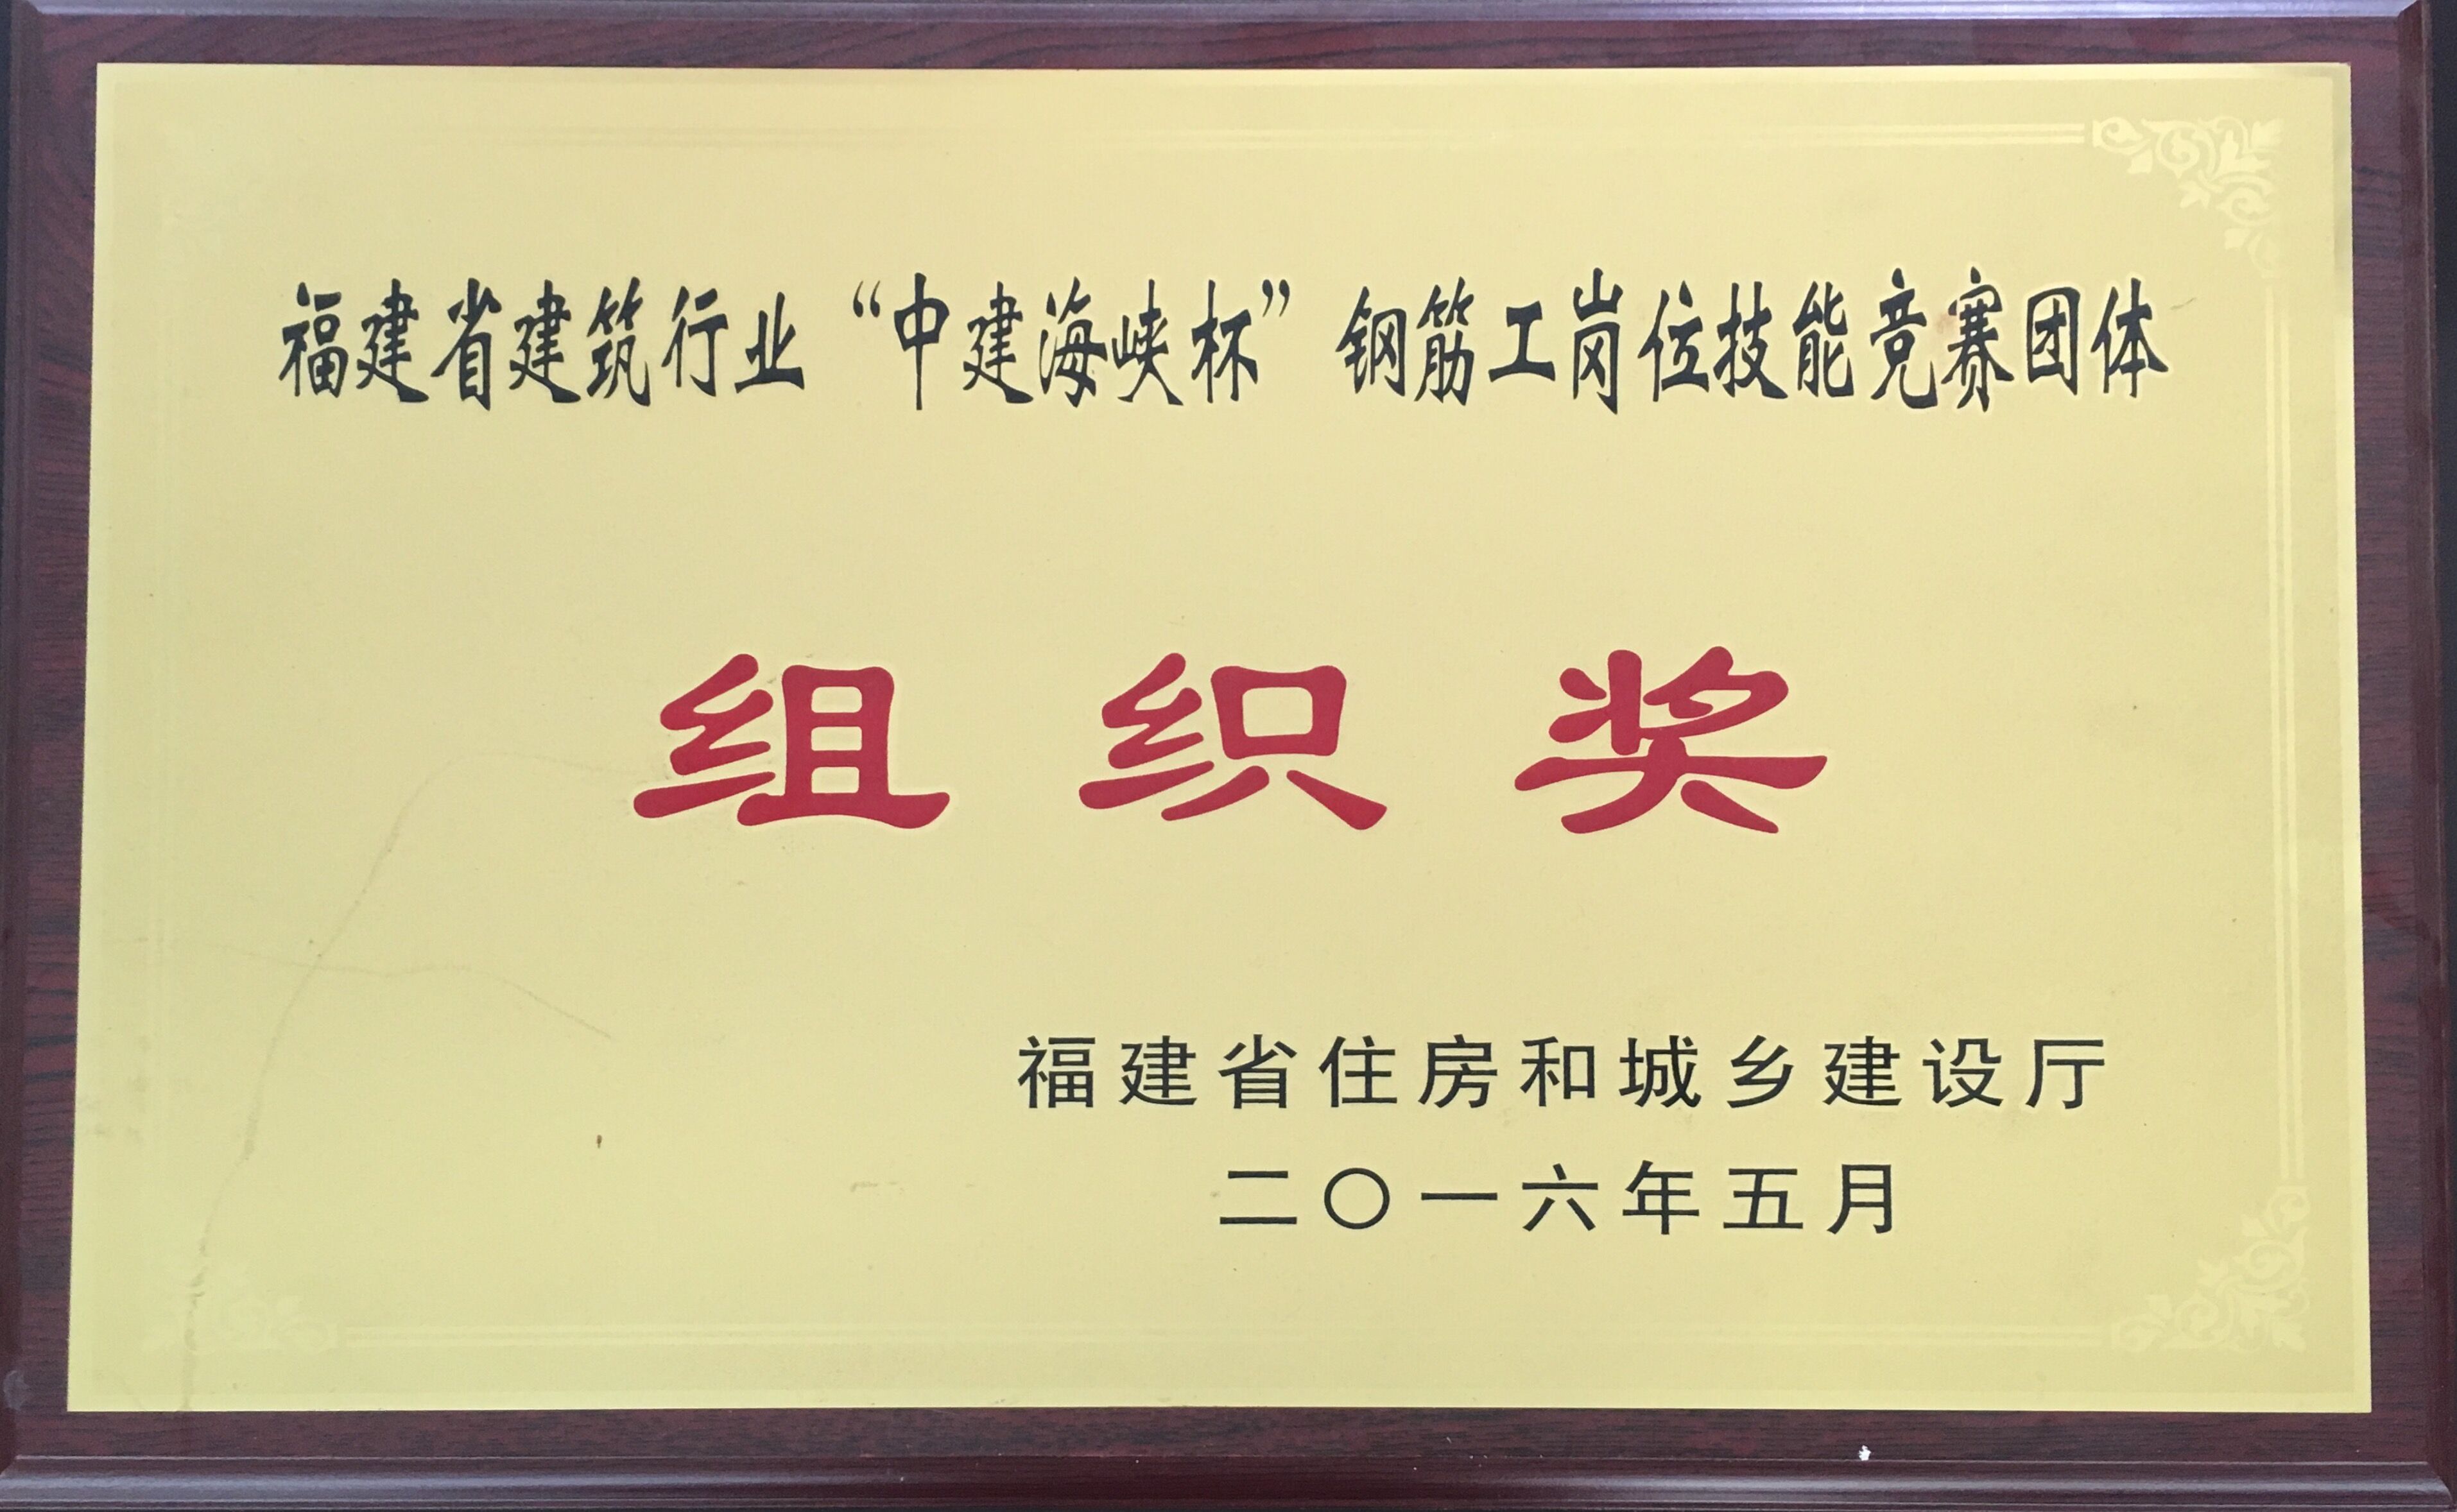 福建省建筑行业“中建海峡杯”钢筋工岗位技能竞赛团体
组织奖
福建省住房和城乡建设厅
二〇一六年五月